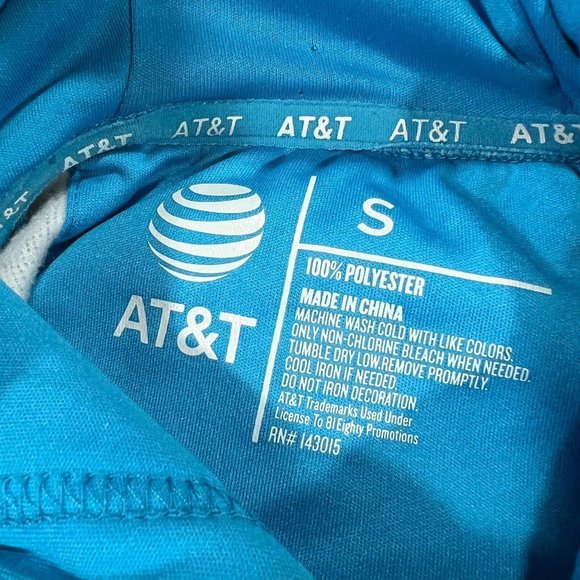 AT&T AT&T AT&T AT&T AT&T AT&
AT&T
S
100% POLYESTER
MADE IN CHINA
MACHINE WASH COLD WITH LIKE COLORS.
ONLY NON-CHLORINE BLEACH WHEN NEEDED.
TUMBLE DRY LOW.REMOVE PROMPTLY.
COOL IRON IF NEEDED.
DO NOT IRON DECORATION.
AT&T Trademarks Used Under
License To 81Eighty Promotions
RN# 143015